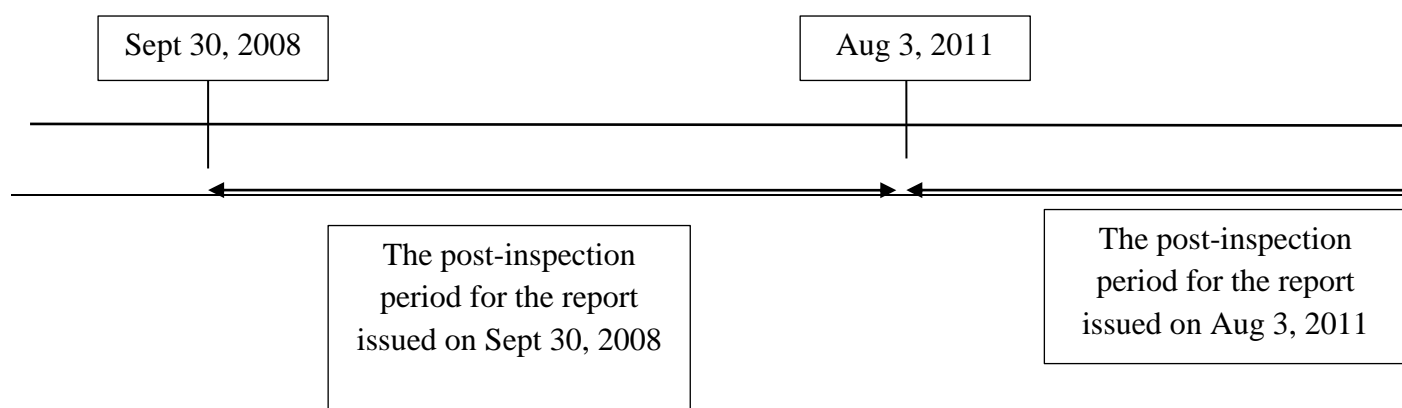 Sept 30, 2008
Aug 3, 2011
The post-inspection
period for the report
issued on Sept 30, 2008
The post-inspection
period for the report
issued on Aug 3, 2011